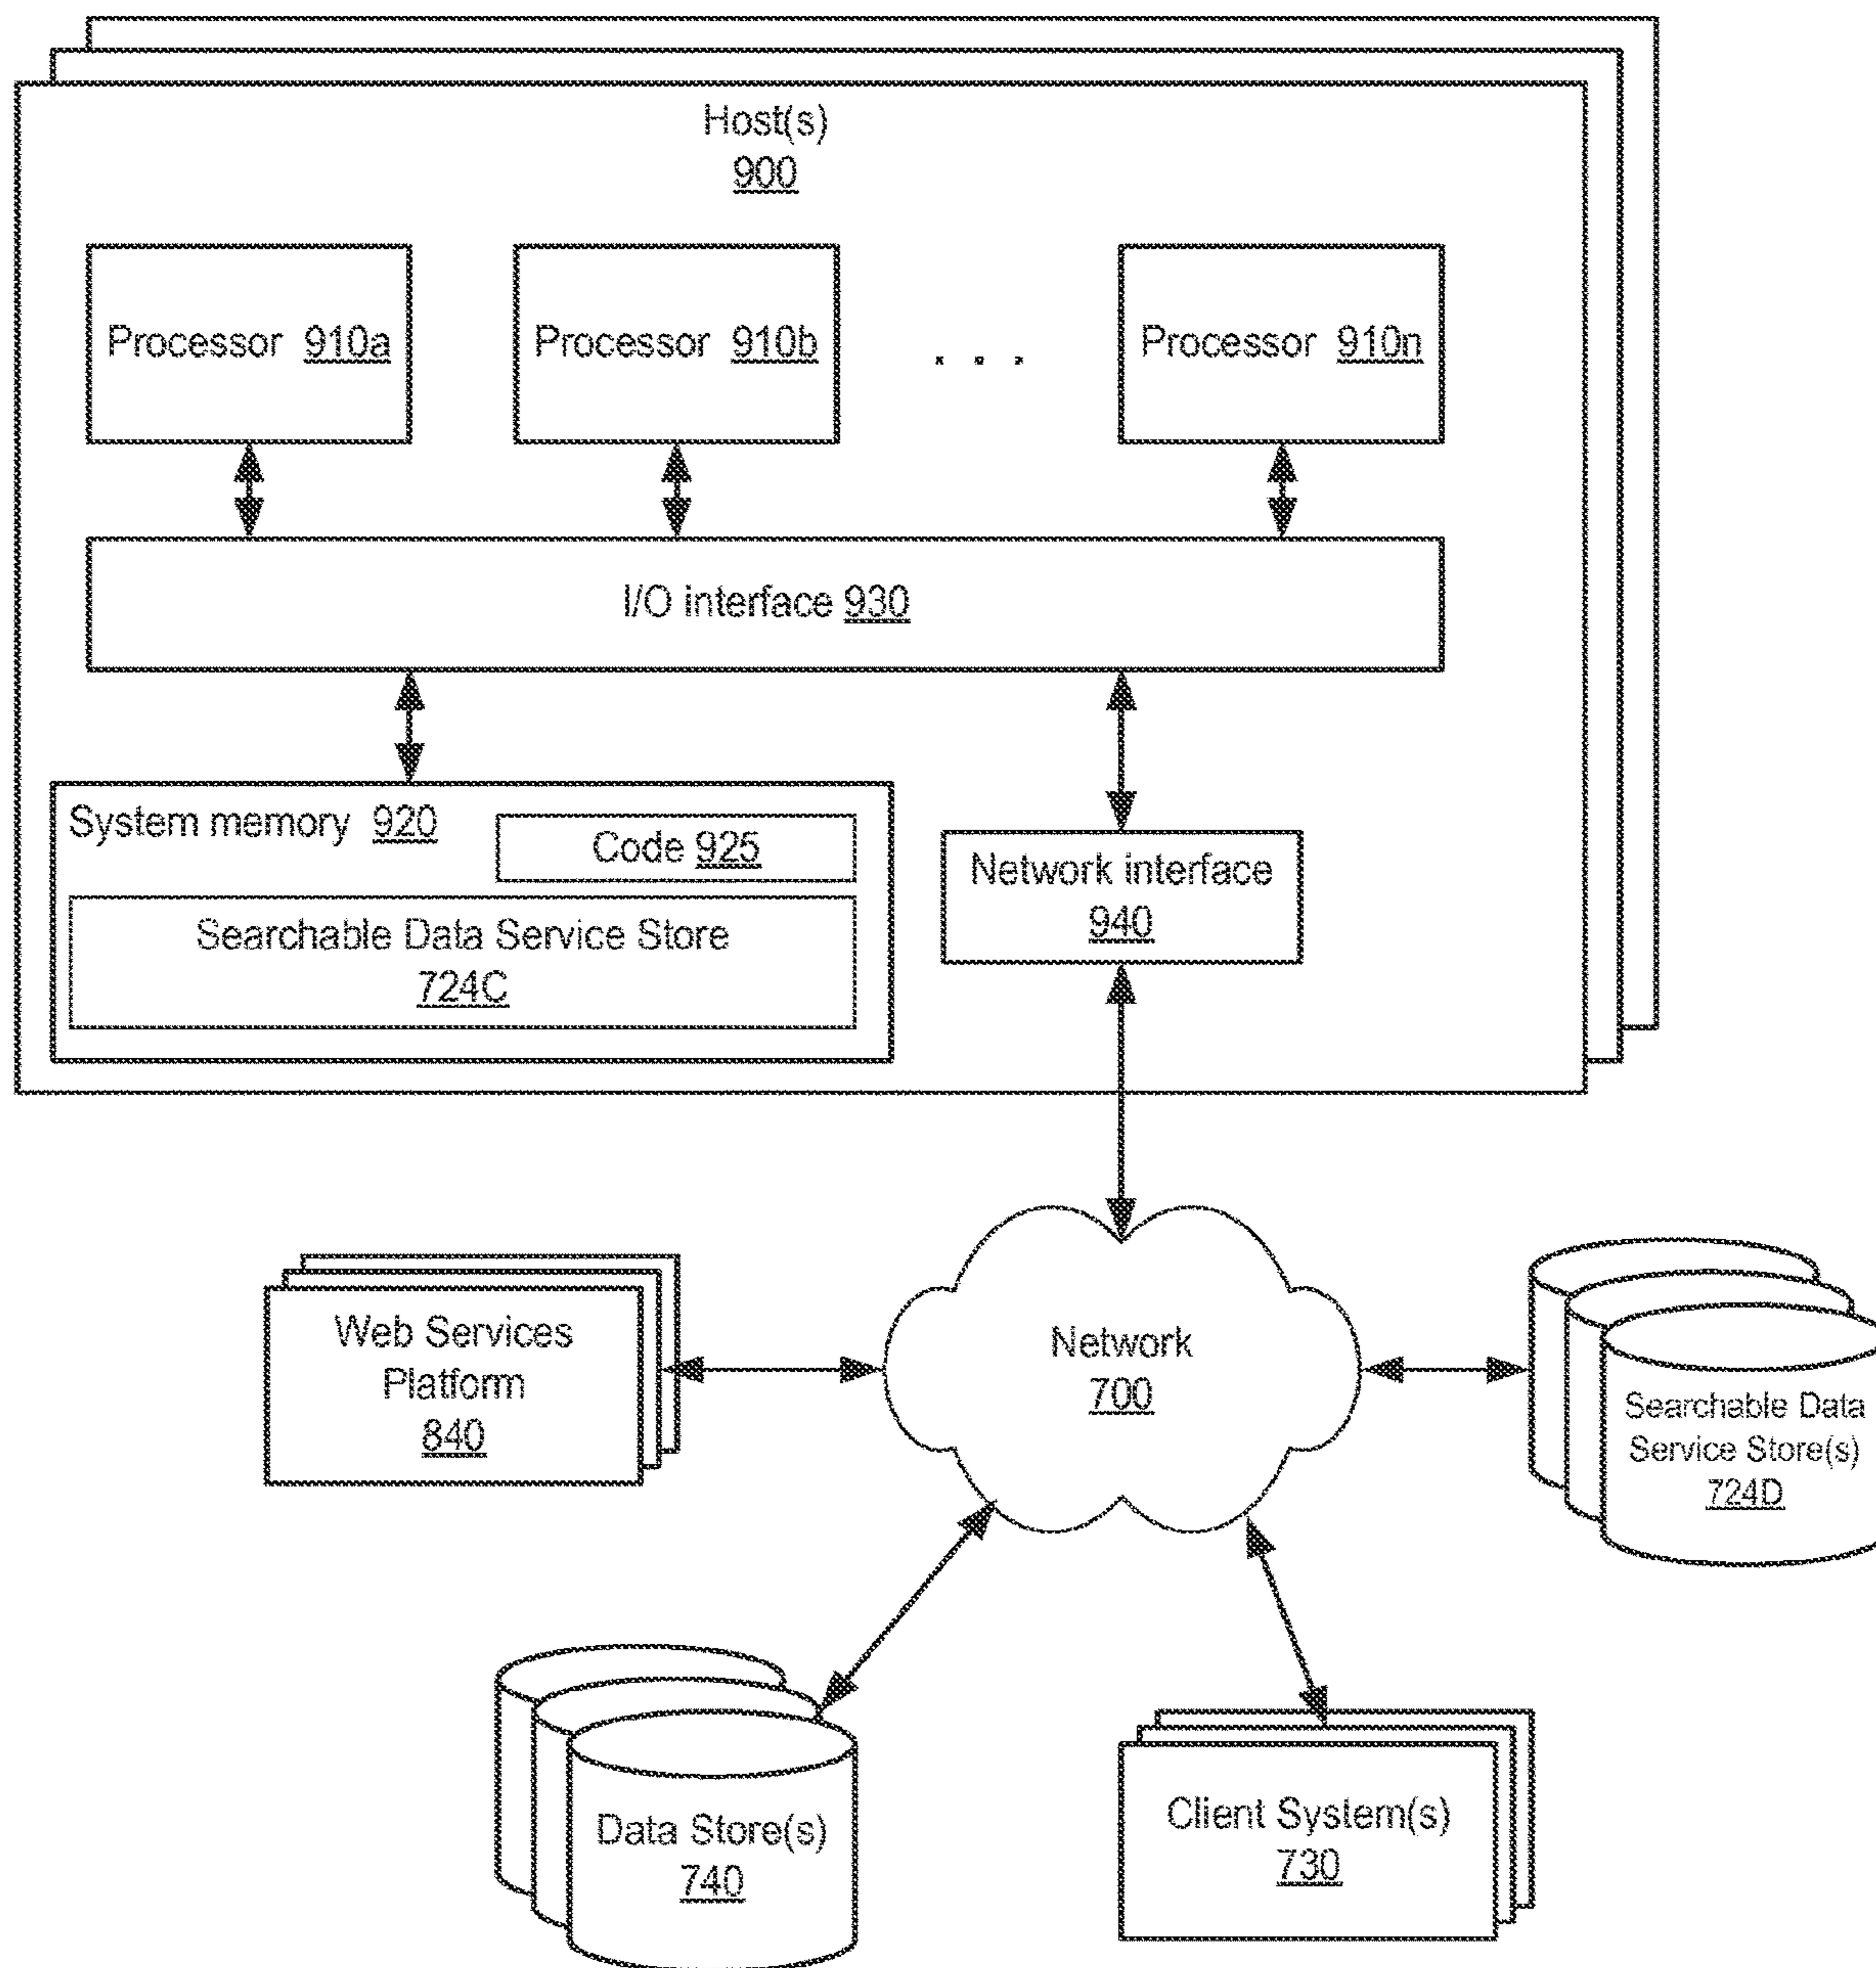 Host(s)
900
Processor 910a
Processor 910b
. . .
Processor 910n
I/O interface 930
System memory 920
Code 925
Searchable Data Service Store
724C
Network interface
940
Web Services
Platform
840
Network
700
Searchable Data
Service Store(s)
724D
Data Store(s)
740
Client System(s)
730